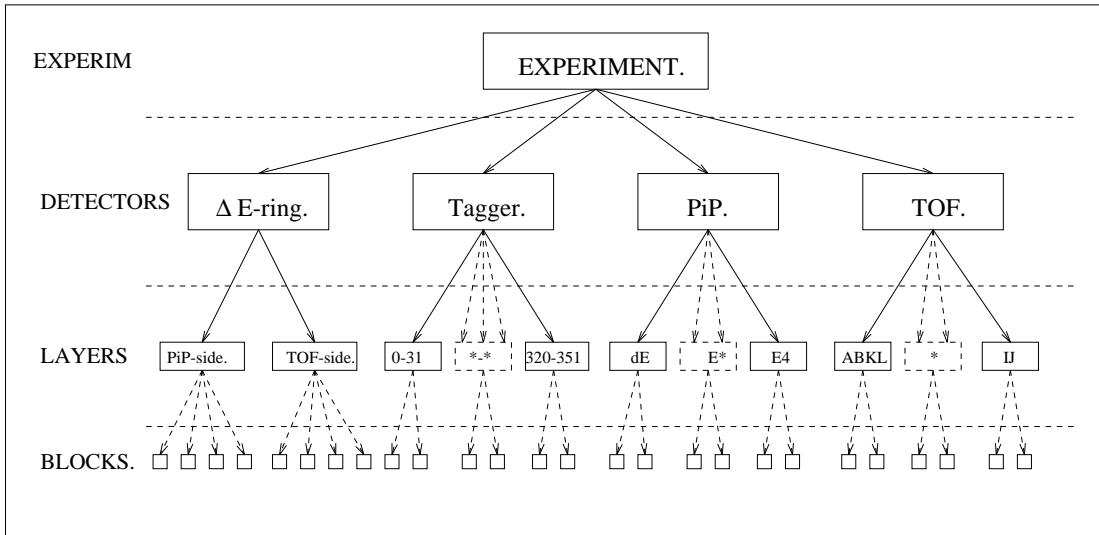 EXPERIM
EXPERIMENT.
DETECTORS
Δ E-ring.
Tagger.
PiP.
TOF.
LAYERS
PiP-side.
TOF-side.
0-31
*-*
320-351
dE
E*
E4
ABKL
*
IJ
BLOCKS.